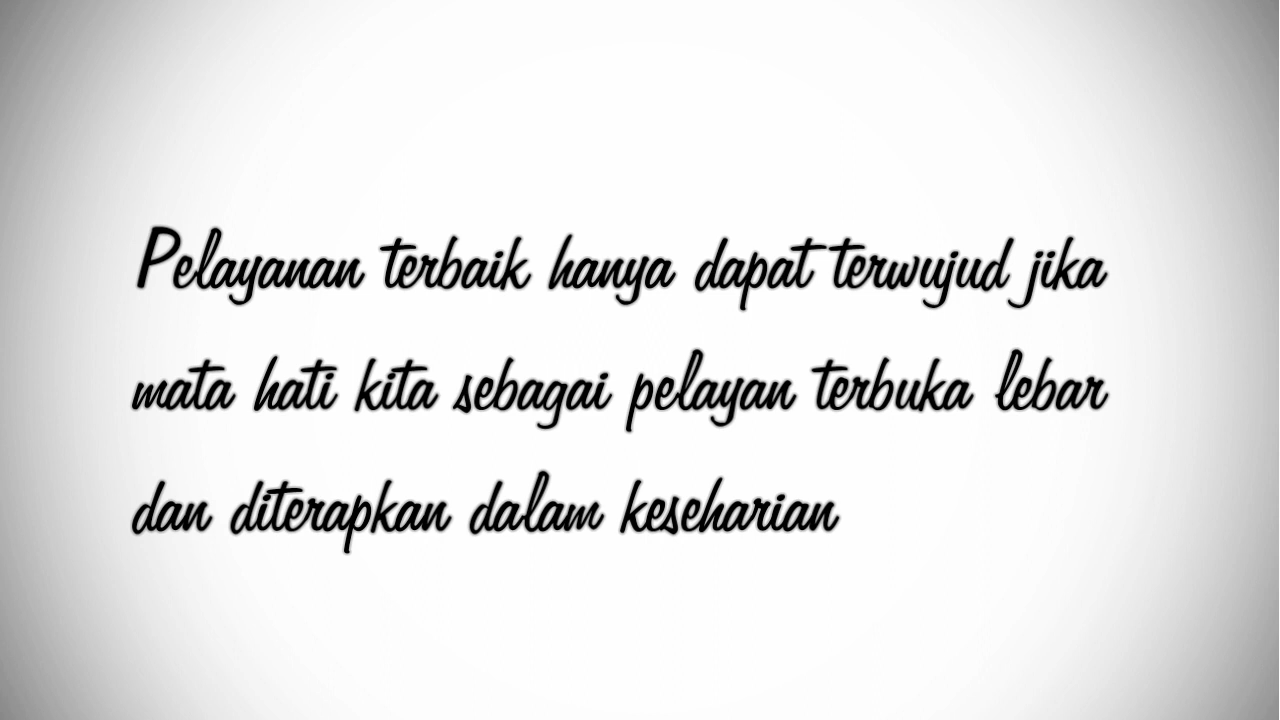 Pelayanan terbaik hanya dapat terwujud jika
mata hati kita sebagai pelayan terbuka lebar
dan diterapkan dalam keseharian